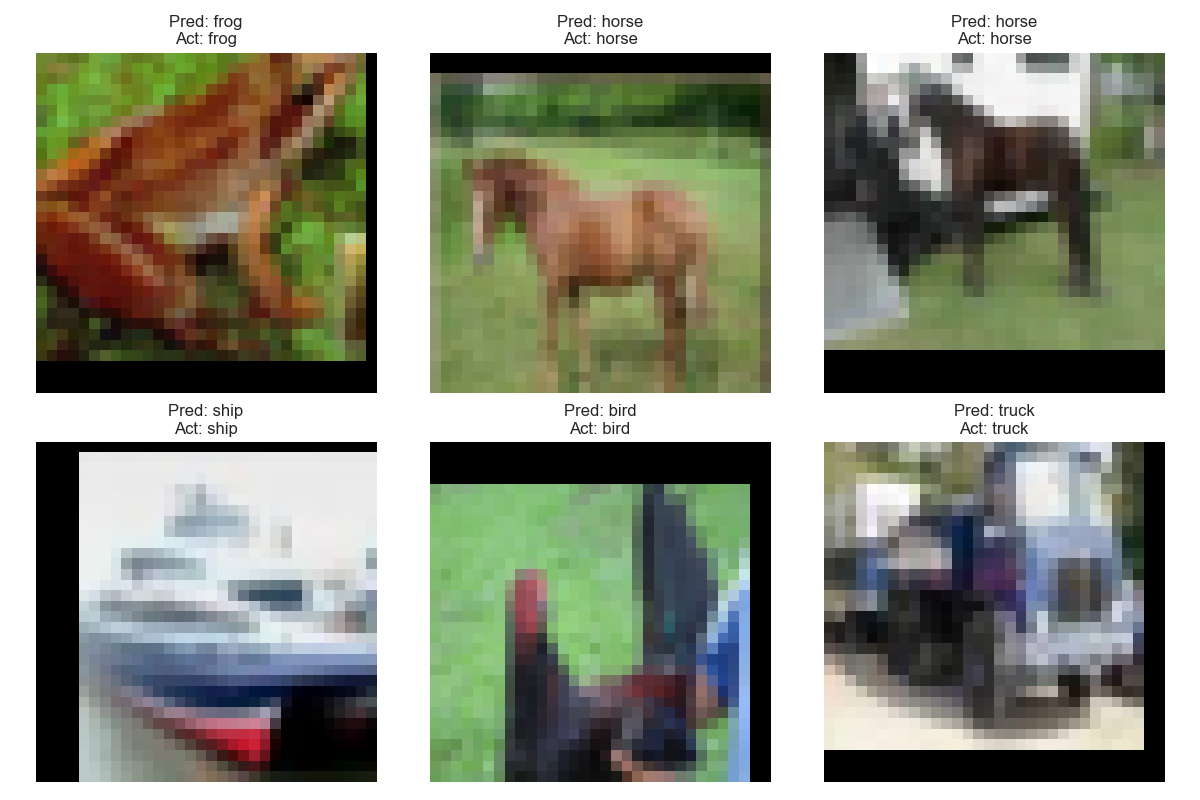 Pred: frog
Act: frog
Pred: horse
Act: horse
Pred: horse
Act: horse
Pred: ship
Act: ship
Pred: bird
Act: bird
Pred: truck
Act: truck